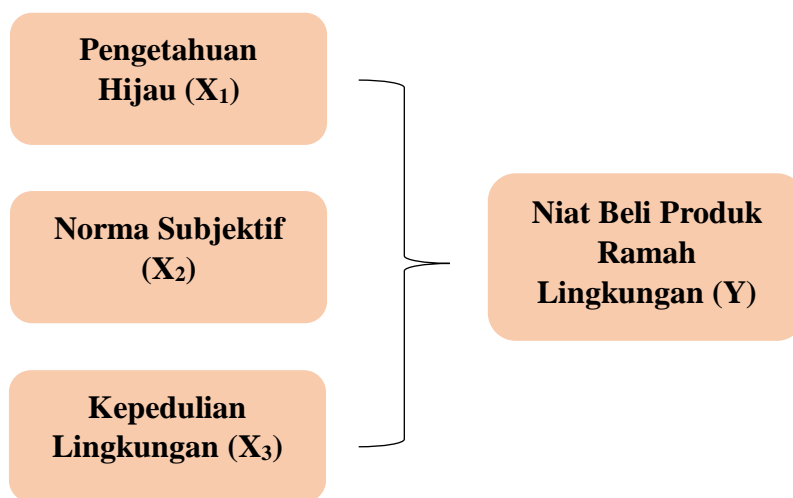 Pengetahuan
Hijau (X₁)
Norma Subjektif
(X₂)
Kepedulian
Lingkungan (X₃)
Niat Beli Produk
Ramah
Lingkungan (Y)